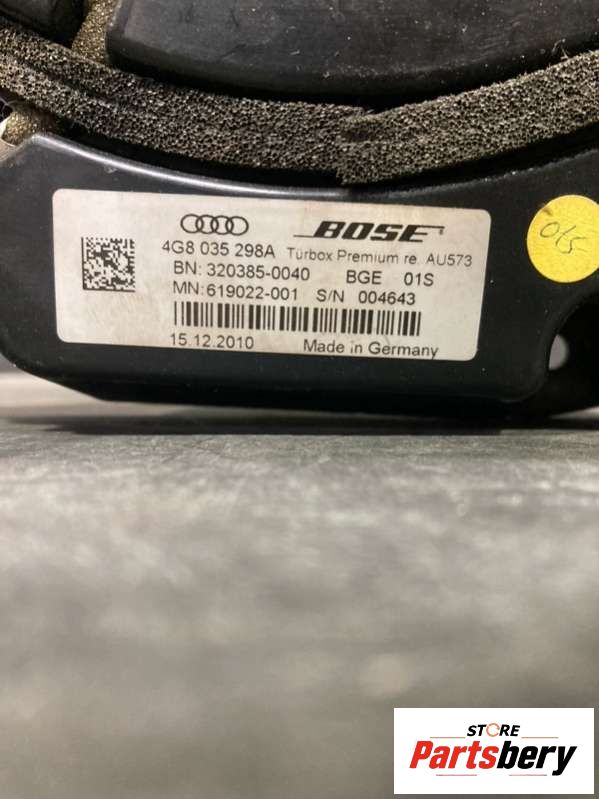 BOSE
4G8 035 298A Türbox Premium re. AU573
BN: 320385-0040 BGE 01S
MN:619022-001 S/N 004643
15.12.2010 Made in Germany
015
STORE
Partsbery